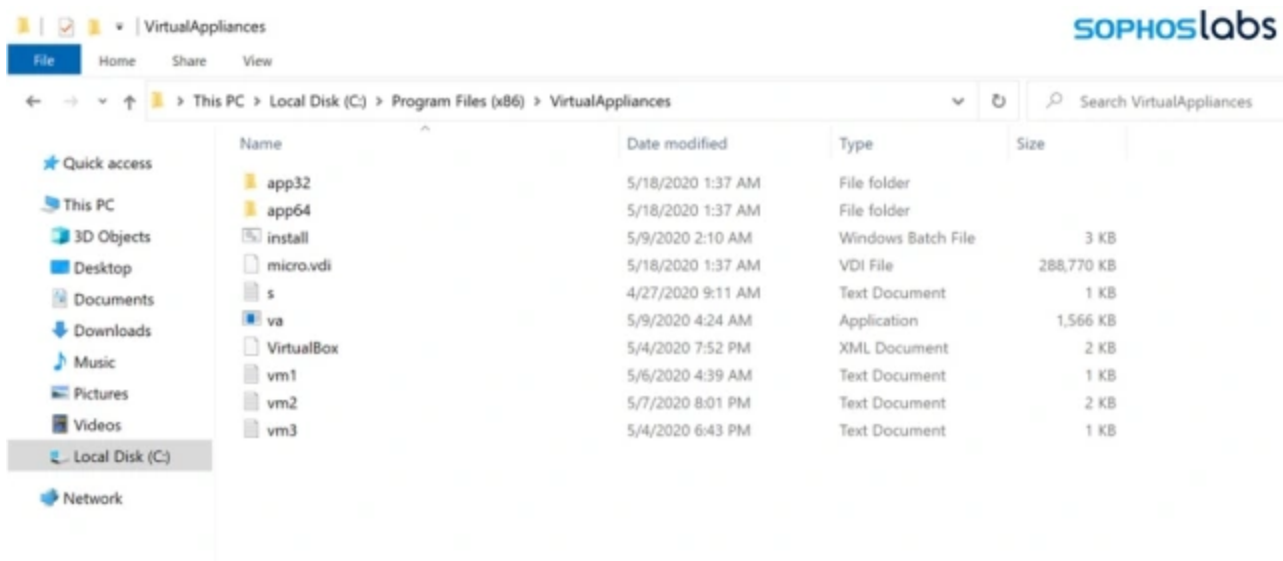 VirtualAppliances
SOPHOSlabs
File Home Share View
This PC > Local Disk (C:) > Program Files (x86) > VirtualAppliances
Search VirtualAppliances
Name Date modified Type Size
Quick access
This PC
3D Objects
Desktop
Documents
Downloads
Music
Pictures
Videos
Local Disk (C:)
Network
app32 5/18/2020 1:37 AM File folder
app64 5/18/2020 1:37 AM File folder
install 5/9/2020 2:10 AM Windows Batch File 3 KB
micro.vdi 5/18/2020 1:37 AM VDI File 288,770 KB
s 4/27/2020 9:11 AM Text Document 1 KB
va 5/9/2020 4:24 AM Application 1,566 KB
VirtualBox 5/4/2020 7:52 PM XML Document 2 KB
vm1 5/6/2020 4:39 AM Text Document 1 KB
vm2 5/7/2020 8:01 PM Text Document 2 KB
vm3 5/4/2020 6:43 PM Text Document 1 KB